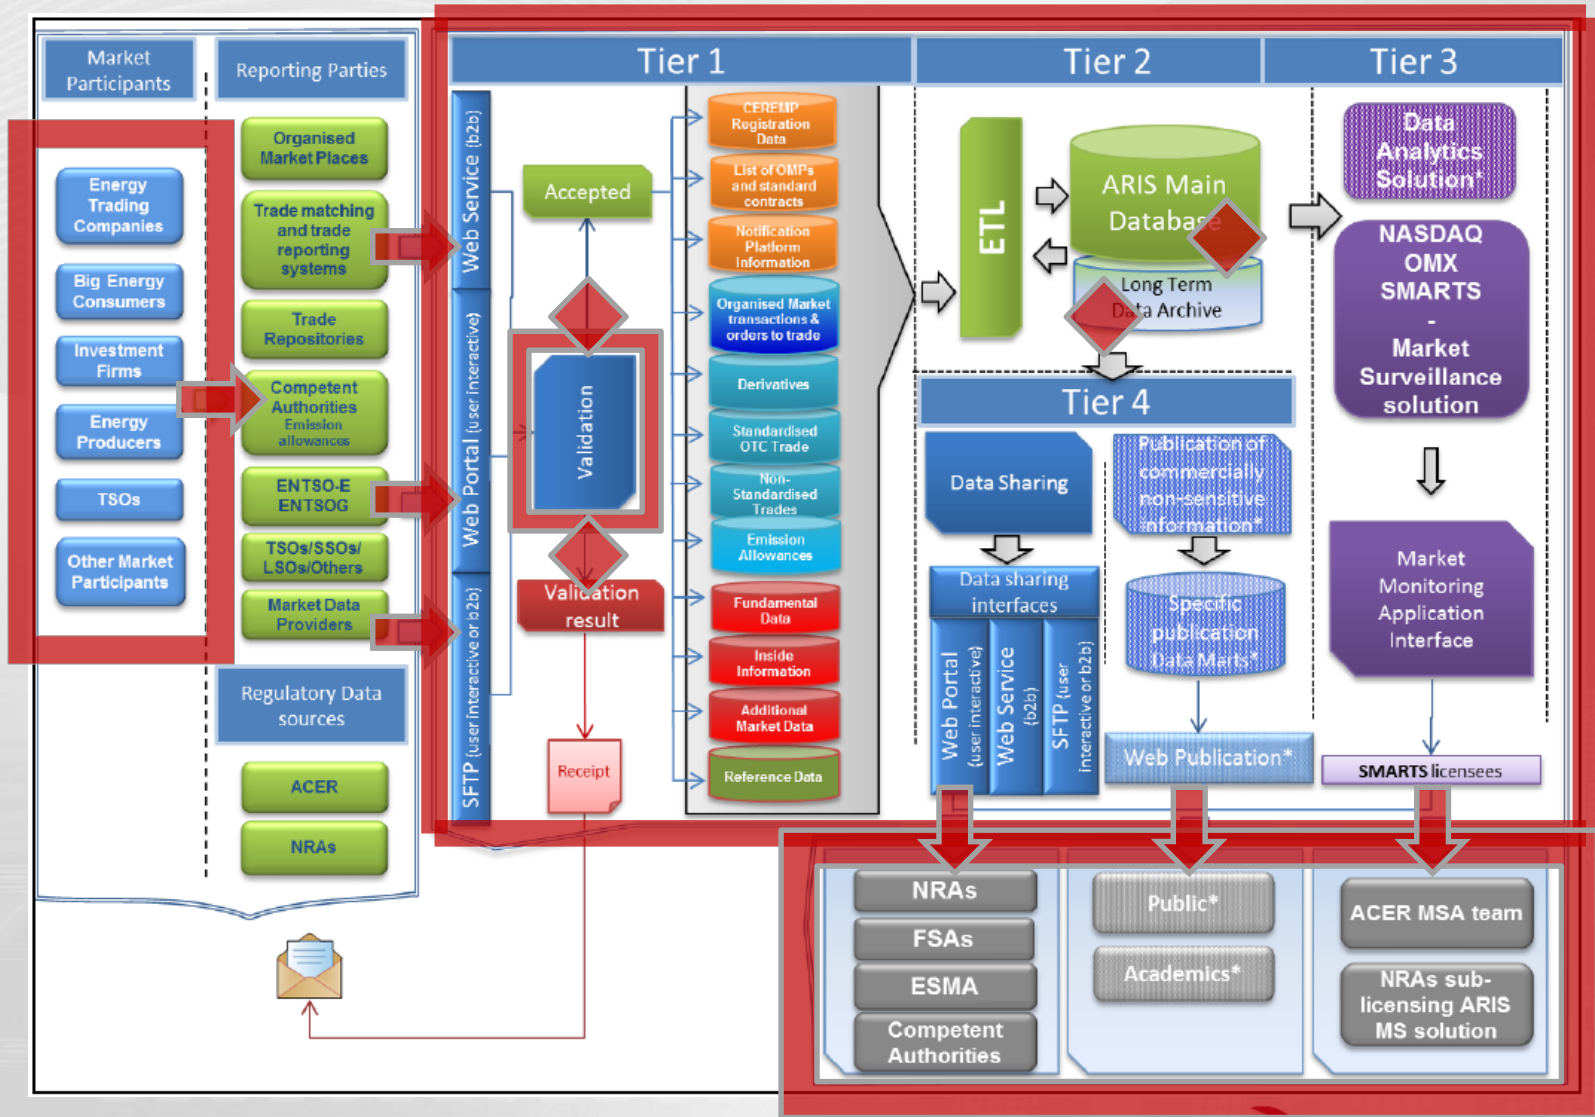 Market
Participants
Reporting Parties
Tier 1
Tier 2
Tier 3
Energy
Trading
Companies
Big Energy
Consumers
Investment
Firms
Energy
Producers
TSOs
Other Market
Participants
Organised
Market Places
Trade matching
and trade
reporting
systems
Trade
Repositories
Competent
Authorities
Emission
allowances
ENTSO-E
ENTSOG
TSOs/SSOs/
LSOs/Others
Market Data
Providers
Regulatory Data
sources
ACER
NRAs
Web Service (b2b)
Web Portal (user interactive)
SFTP (user interactive or b2b)
Accepted
Validation
Validation
result
Receipt
CEREMP
Registration
Data
List of OMPs
and standard
contracts
Notification
Platform
Information
Organised Market
transactions &
orders to trade
Derivatives
Standardised
OTC Trade
Non-
Standardised
Trades
Emission
Allowances
Fundamental
Data
Inside
Information
Additional
Market Data
Reference Data
ETL
ARIS Main
Database
Long Term
Data Archive
Tier 4
Data Sharing
Publication of
commercially
non-sensitive
information*
Data sharing
interfaces
Web Portal
(user interactive)
Web Service
(b2b)
SFTP (user
interactive or b2b)
Specific
publication
Data Marts*
Web Publication*
Data
Analytics
Solution*
NASDAQ
OMX
SMARTS
-
Market
Surveillance
solution
Market
Monitoring
Application
Interface
SMARTS licensees
NRAs
FSAs
ESMA
Competent
Authorities
Public*
Academics*
ACER MSA team
NRAs sub-
licensing ARIS
MS solution